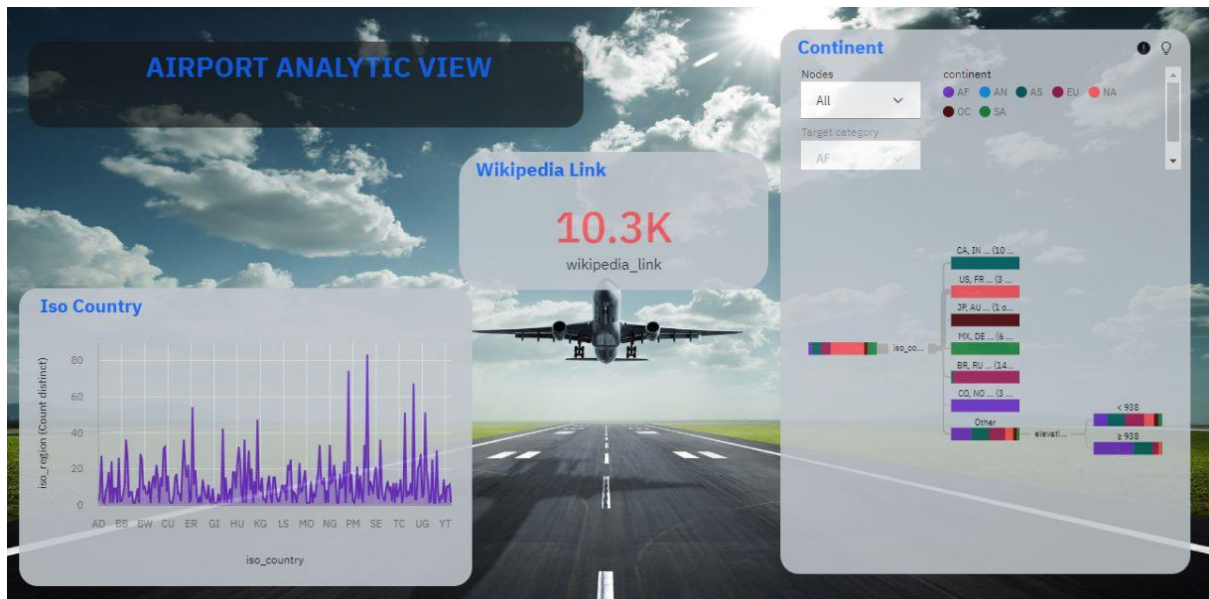 AIRPORT ANALYTIC VIEW
Wikipedia Link
10.3K
wikipedia_link
Iso Country
iso_region (Count distinct)
80
60
40
20
0
AD BB BW CU ER GI HU KG LS MO NG PM SE TC UG YT
iso_country
Continent
Nodes
All
Target category
AF
continent
AF AN AS EU NA
OC SA
CA, IN ... (10 ...
US, FR ... (3 ...
JP, AU ... (1 o...
MX, DE ... (6 ...
BR, RU ... (14...
CO, NO ... (3 ...
Other
iso_co...
elevati...
< 938
≥ 938